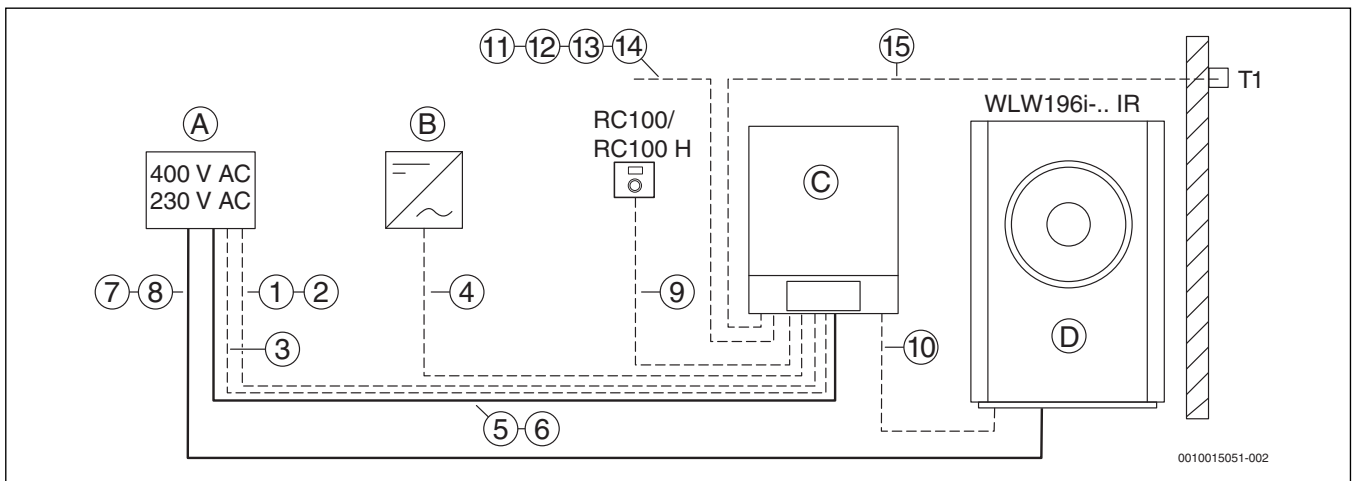 11 12 13 14
15
T1
WLW196i-.. IR
A
B
RC100/
RC100 H
400 V AC
230 V AC
C
7 8
1 2
4
9
3
10
D
5 6
0010015051-002